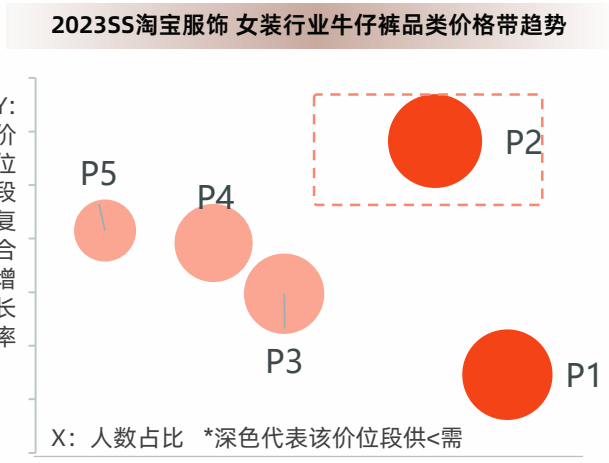 2023SS淘宝服饰 女装行业牛仔裤品类价格带趋势
Y:
价
位
段
复
合
增
长
率
P5
P4
P2
P3
P1
X：人数占比 *深色代表该价位段供<需